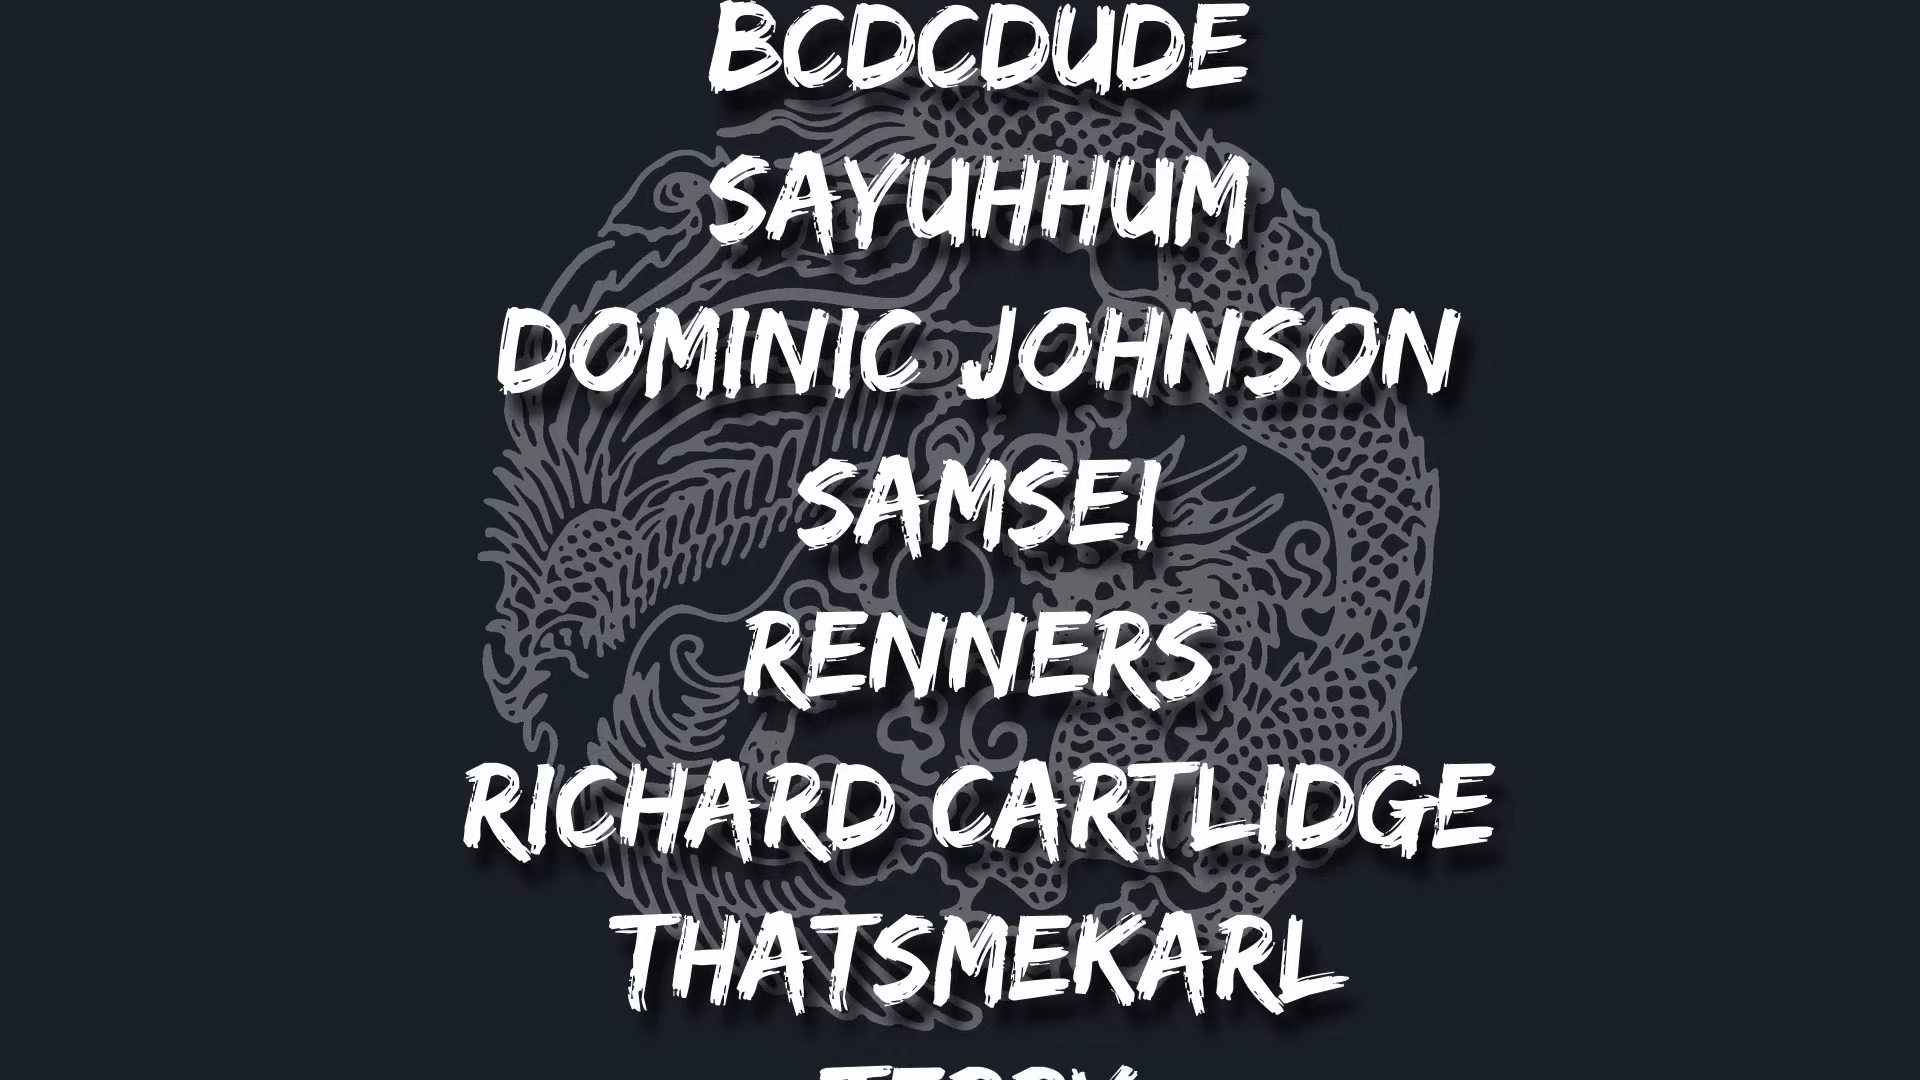 BCDCDUDE
SAYUHHUM
DOMINIC JOHNSON
SAMSEI
RENNERS
RICHARD CARTLIDGE
THATSMEKARL